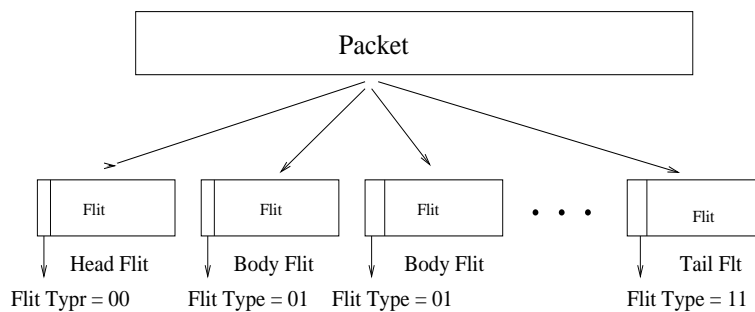 Packet
Flit Flit Flit Flit
Head Flit Body Flit Body Flit Tail Flt
Flit Typr = 00 Flit Type = 01 Flit Type = 01 Flit Type = 11